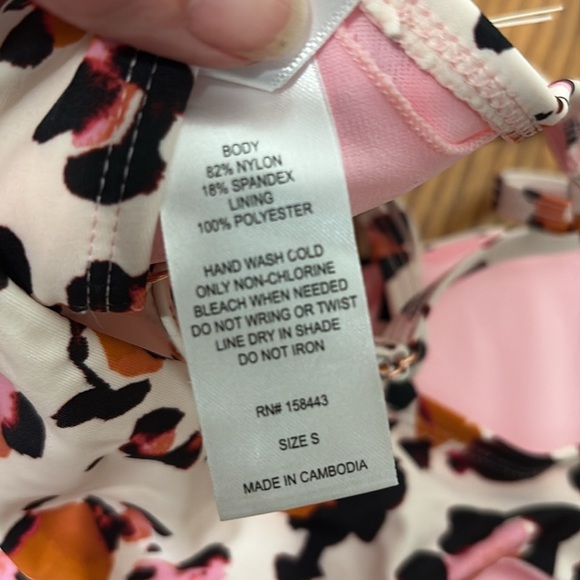 BODY
82% NYLON
18% SPANDEX
LINING
100% POLYESTER
HAND WASH COLD
ONLY NON-CHLORINE
BLEACH WHEN NEEDED
DO NOT WRING OR TWIST
LINE DRY IN SHADE
DO NOT IRON
RN# 158443
SIZE S
MADE IN CAMBODIA